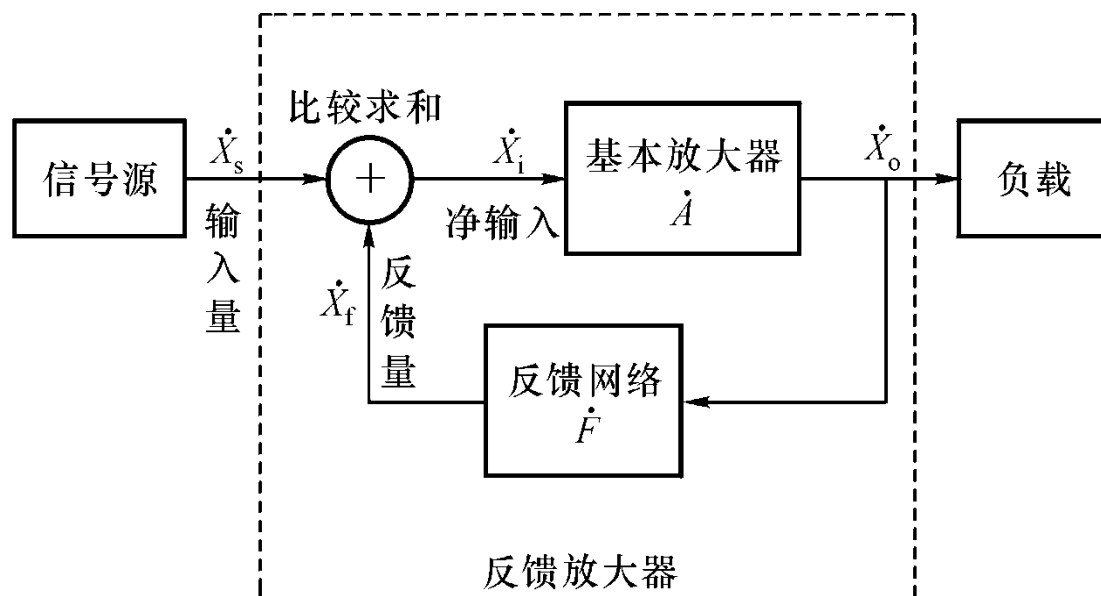 信号源
Ẋs
输入量
比较求和
+
Ẋi
净输入
基本放大器
Ȧ
Ẋo
负载
Ẋf
反馈量
反馈网络
Ḟ
反馈放大器